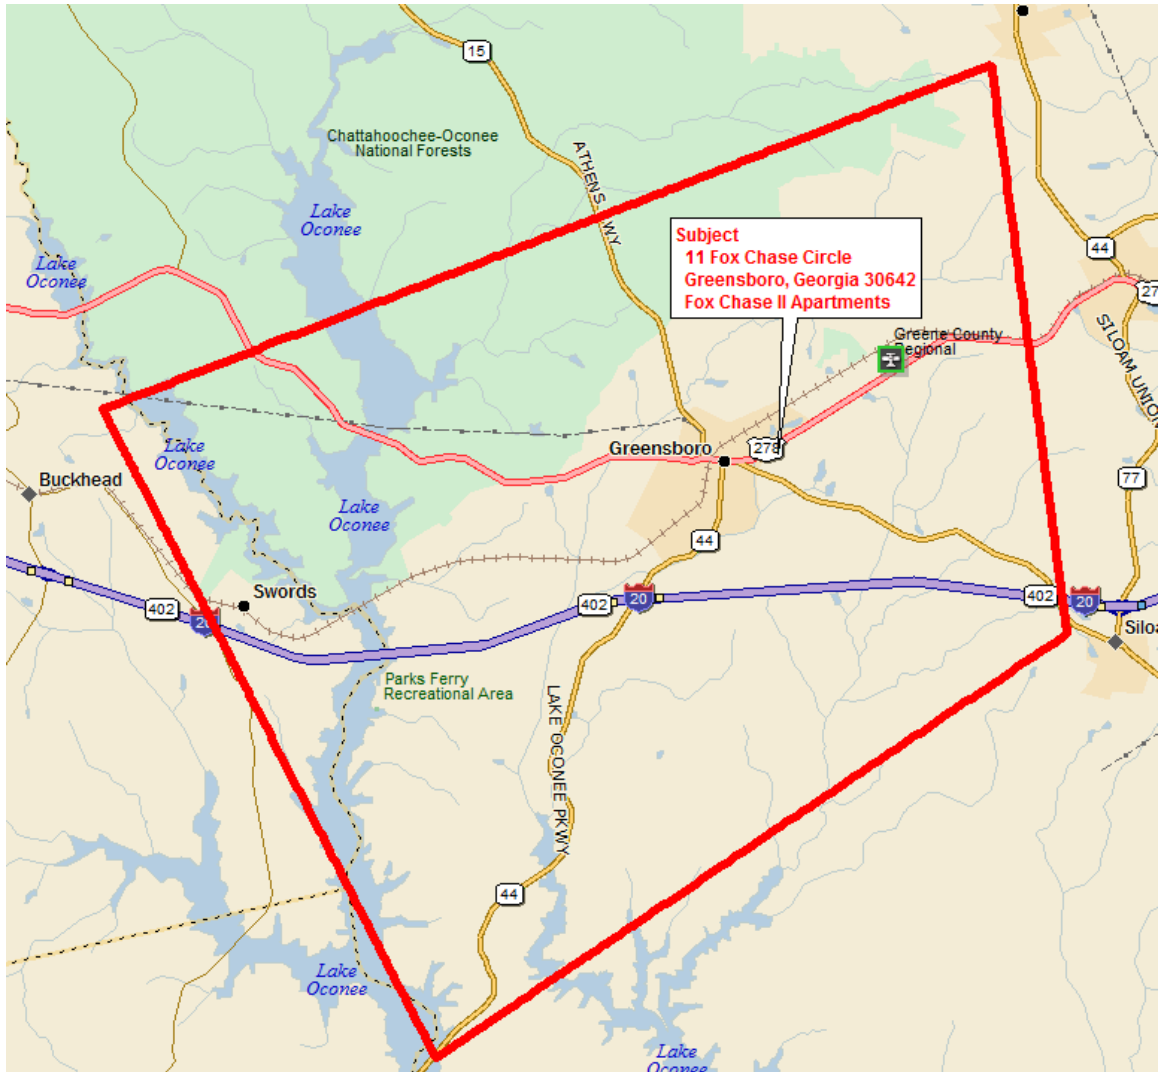 15
Chattahoochee-Oconee
National Forests
ATHENS
WY
Lake
Oconee
Lake
Oconee
Subject
11 Fox Chase Circle
Greensboro, Georgia 30642
Fox Chase II Apartments
44
27
SILOAM UNION
Greene County
Regional
Lake
Oconee
Greensboro
278
Buckhead
77
Lake
Oconee
44
Swords
402
20
402
20
402
20
Siloa
Parks Ferry
Recreational Area
LAKE OCONEE PKWY
44
Lake
Oconee
Lake
Oconee